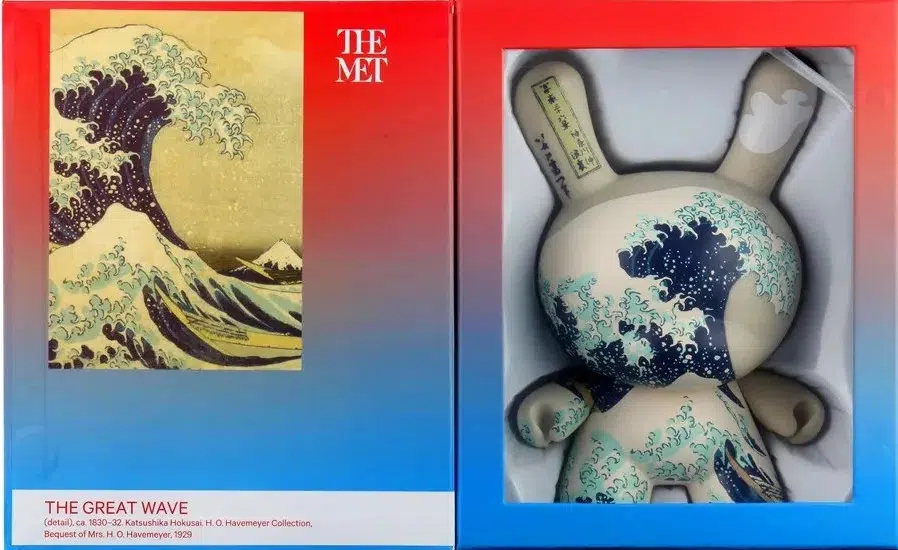 THE
MET
THE GREAT WAVE
(detail), ca. 1830–32. Katsushika Hokusai. H. O. Havemeyer Collection,
Bequest of Mrs. H. O. Havemeyer, 1929